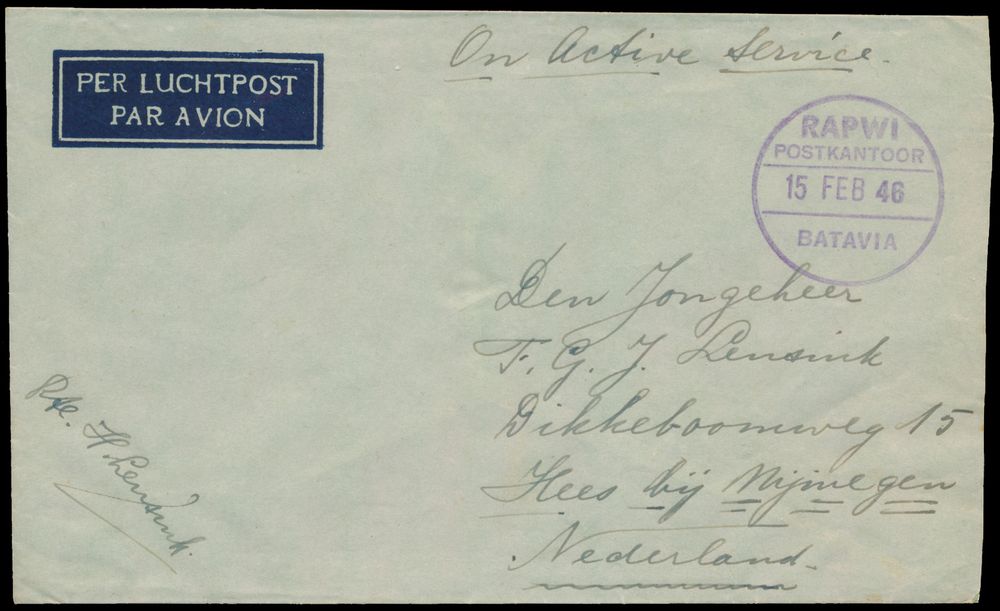 On Active Service.
PER LUCHTPOST
PAR AVION
RAPWI
POSTKANTOOR
15 FEB 46
BATAVIA
Den Jongeheer
F. G. J. Lensink
Dikkeboomweg 15
Hees bij Nijmegen
Nederland.
H. Lensink.